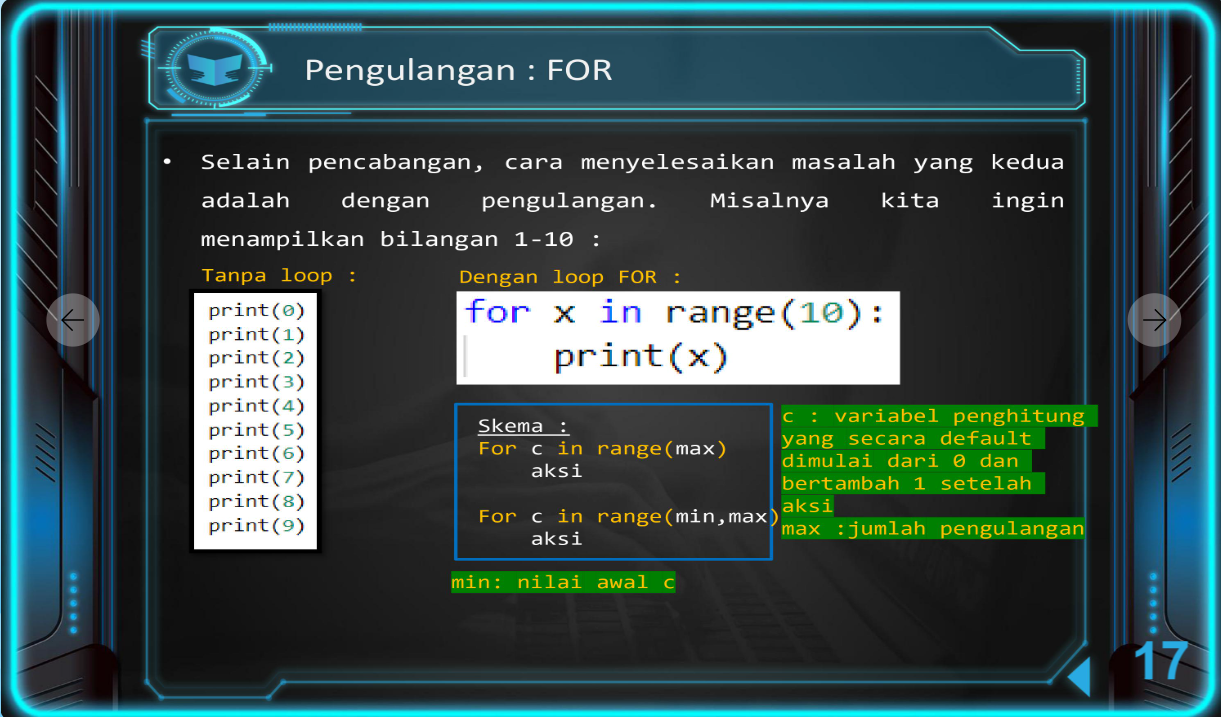 Pengulangan : FOR
• Selain pencabangan, cara menyelesaikan masalah yang kedua
adalah dengan pengulangan. Misalnya kita ingin
menampilkan bilangan 1-10 :
Tanpa loop :
print(0)
print(1)
print(2)
print(3)
print(4)
print(5)
print(6)
print(7)
print(8)
print(9)
Dengan loop FOR :
for x in range(10):
    print(x)
Skema :
For c in range(max)
    aksi
For c in range(min,max)
    aksi
c : variabel penghitung
yang secara default
dimulai dari 0 dan
bertambah 1 setelah
aksi
max :jumlah pengulangan
min: nilai awal c
17